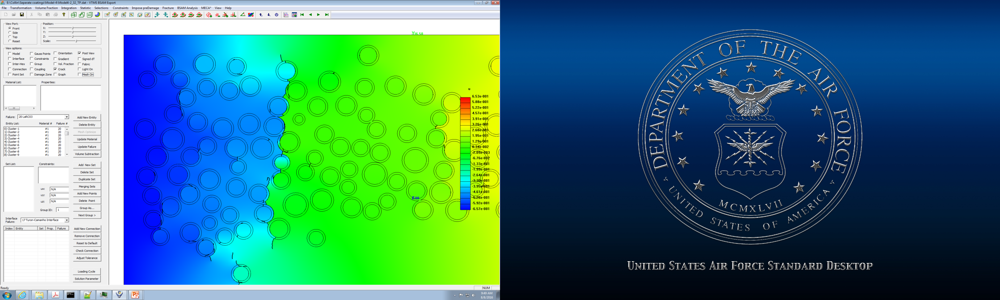 E:\Collin\Seperate coatings\Model-4\Model4-2_32_TP.dat - VTMS BSAM Export
File Transformation Volume Fraction Integration Statistic Selections Constraints Impose preDamage Fracture BSAM Analysis MECA* View Help
View Port:
Front
Side
Top
Reset
Position:
X:
Y:
Z:
Scale:
View options:
Model Gauss Points Orientation Post View
Interface Constraints Gradient Signed dT
Inter-Hex Group Vol. Fraction Fabric
Connection Coupling Crack Light On
Point Set Damage Zone Graph Mesh On
Material List: Properties:
Failure: 20 LaRC03 Add New Entity
Entity List: Material # Failure # Delete Entity
0) Cluster-1 #1 20
1) Cluster-2 #1 20 Mesh Optimize
2) Cluster-3 #1 20
3) Cluster-4 #1 20 Update Material
4) Cluster-5 #1 20
5) Cluster-6 #1 20 Update Failure
6) Cluster-7 #1 20
7) Cluster-8 #1 20 Volume Subtraction
8) Cluster-9 #1 20
Set List: Constraints: Add New Set
Delete Set
Duplicate Set
Merging Sets
ux: N/A
Add New Points
uy: N/A
Delete Point
uz: N/A
Group As...
Group ID: 1
Next Group >
Interface Failure: 17 Turon-Camanho Interface
Index Entity Set Prop. Failure
Add New Connection
Remove Connection
Reset to Default
Check Connection
Adjust Tolerance
Loading Cycle
Solution Parameter
Ready
NUM
u
6.53e-001
5.88e-001
5.22e-001
4.57e-001
3.91e-001
3.26e-001
2.60e-001
1.95e-001
1.29e-001
6.34e-002
-2.09e-003
-6.76e-002
-1.33e-001
-1.99e-001
-2.64e-001
-3.30e-001
-3.95e-001
-4.61e-001
-5.26e-001
-5.92e-001
-6.57e-001
9:49 AM
8/8/2016
DEPARTMENT OF THE AIR FORCE
MCMXLVII
UNITED STATES OF AMERICA
UNITED STATES AIR FORCE STANDARD DESKTOP